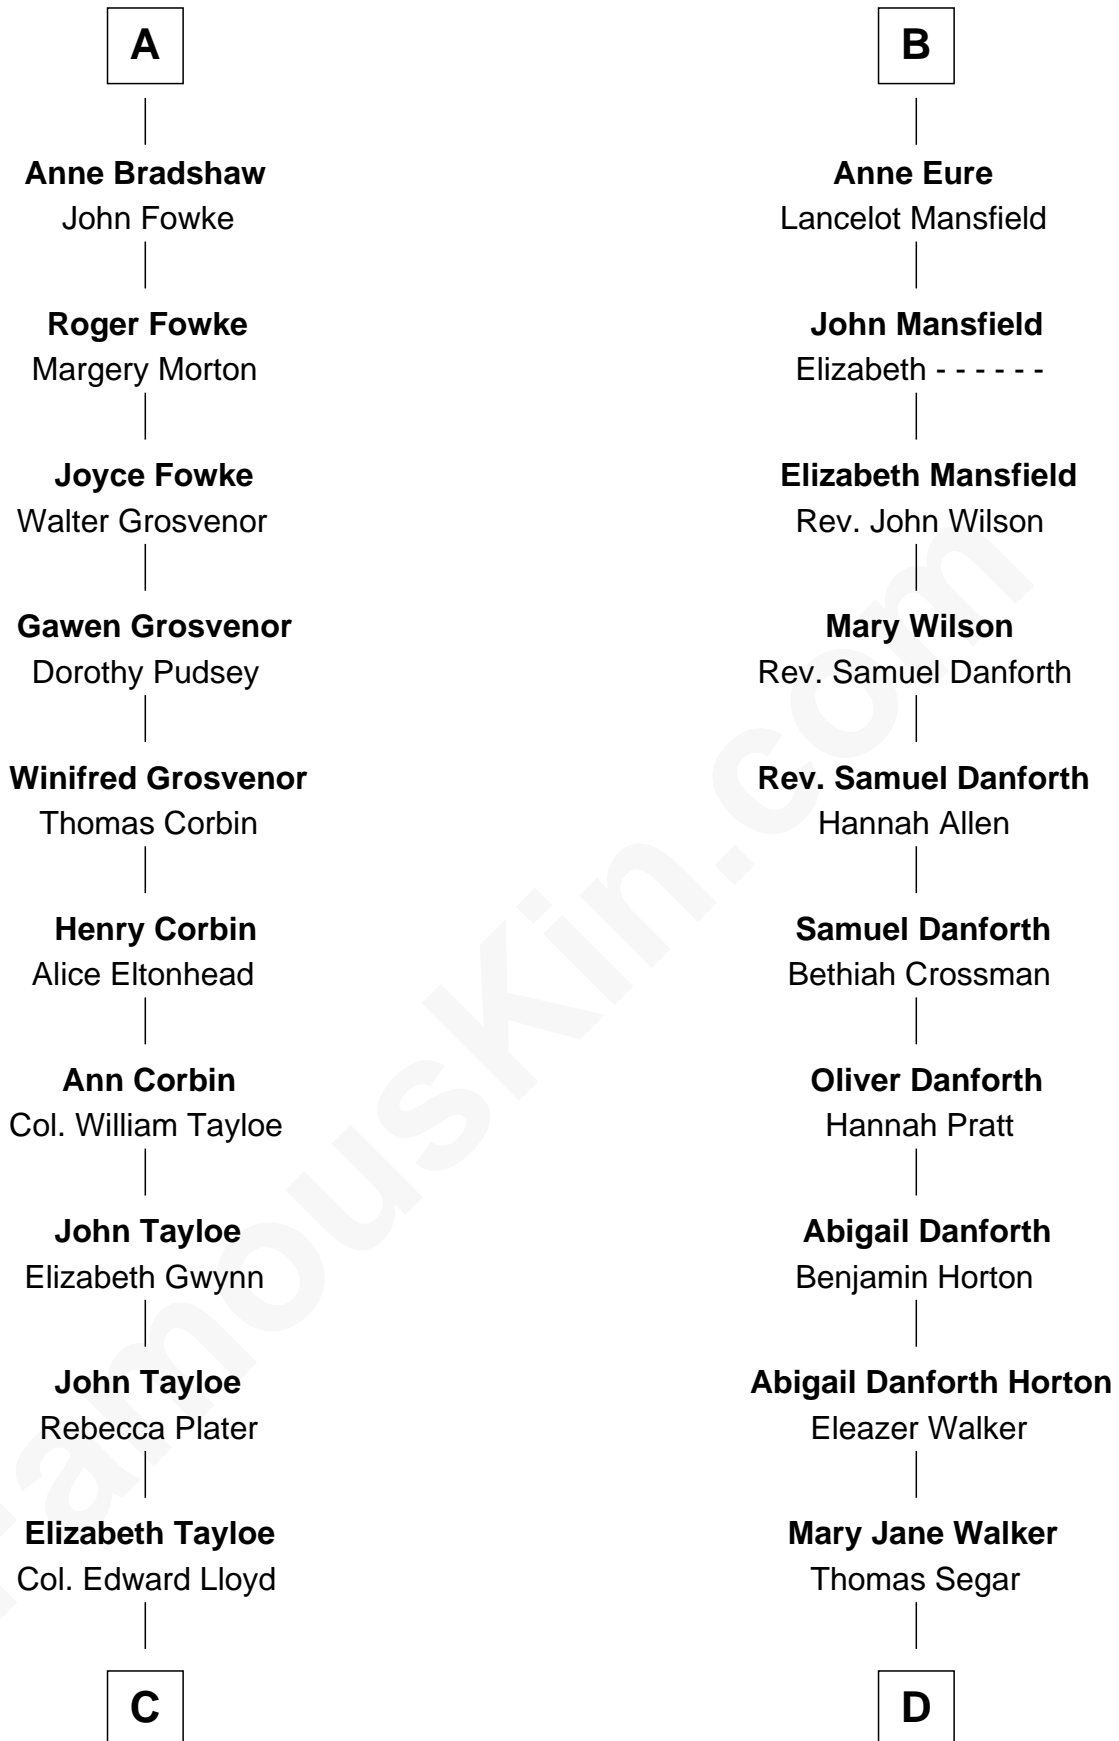 A
Anne Bradshaw
John Fowke
Roger Fowke
Margery Morton
Joyce Fowke
Walter Grosvenor
Gawen Grosvenor
Dorothy Pudsey
Winifred Grosvenor
Thomas Corbin
Henry Corbin
Alice Eltonhead
Ann Corbin
Col. William Tayloe
John Tayloe
Elizabeth Gwynn
John Tayloe
Rebecca Plater
Elizabeth Tayloe
Col. Edward Lloyd
C
B
Anne Eure
Lancelot Mansfield
John Mansfield
Elizabeth - - - - - -
Elizabeth Mansfield
Rev. John Wilson
Mary Wilson
Rev. Samuel Danforth
Rev. Samuel Danforth
Hannah Allen
Samuel Danforth
Bethiah Crossman
Oliver Danforth
Hannah Pratt
Abigail Danforth
Benjamin Horton
Abigail Danforth Horton
Eleazer Walker
Mary Jane Walker
Thomas Segar
D
FamousKin.com